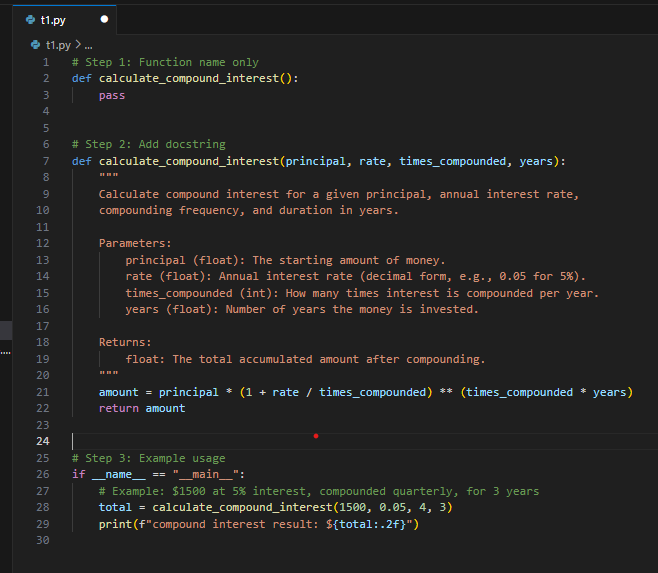 t1.py
t1.py > ...
1 # Step 1: Function name only
2 def calculate_compound_interest():
3     pass
4
5
6 # Step 2: Add docstring
7 def calculate_compound_interest(principal, rate, times_compounded, years):
8     """
9     Calculate compound interest for a given principal, annual interest rate,
10     compounding frequency, and duration in years.
11
12     Parameters:
13         principal (float): The starting amount of money.
14         rate (float): Annual interest rate (decimal form, e.g., 0.05 for 5%).
15         times_compounded (int): How many times interest is compounded per year.
16         years (float): Number of years the money is invested.
17
18     Returns:
19         float: The total accumulated amount after compounding.
20     """
21     amount = principal * (1 + rate / times_compounded) ** (times_compounded * years)
22     return amount
23
24
25 # Step 3: Example usage
26 if __name__ == "__main__":
27     # Example: $1500 at 5% interest, compounded quarterly, for 3 years
28     total = calculate_compound_interest(1500, 0.05, 4, 3)
29     print(f"compound interest result: ${total:.2f}")
30